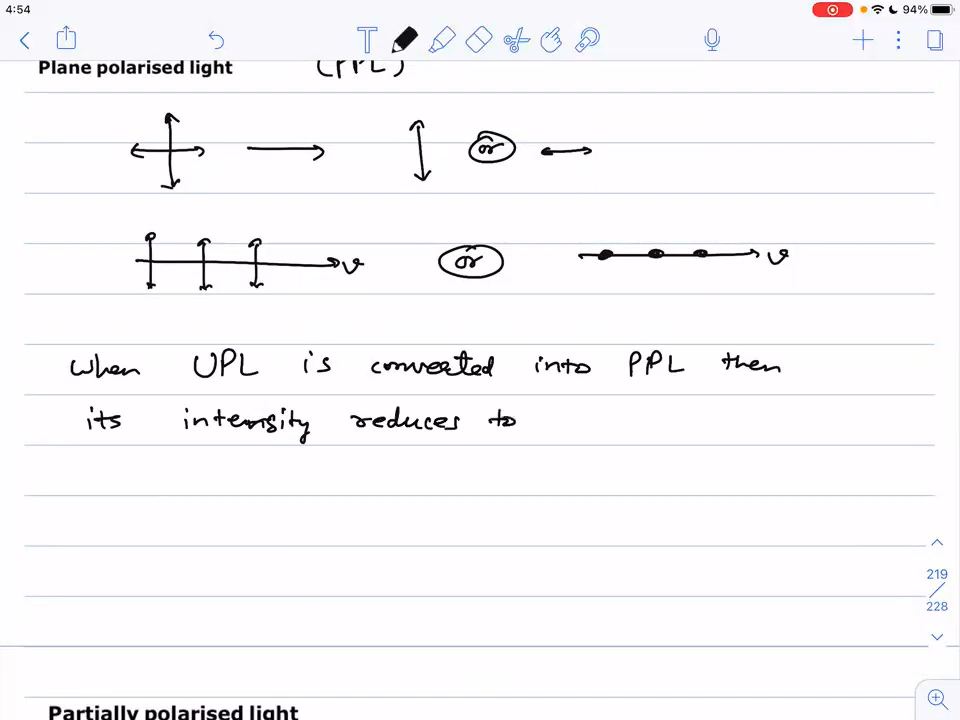 4:54
94%
T
Plane polarised light (PPL)
or
v or v
When UPL is converted into PPL then
its intensity reduces to
219
228
Partially polarised light